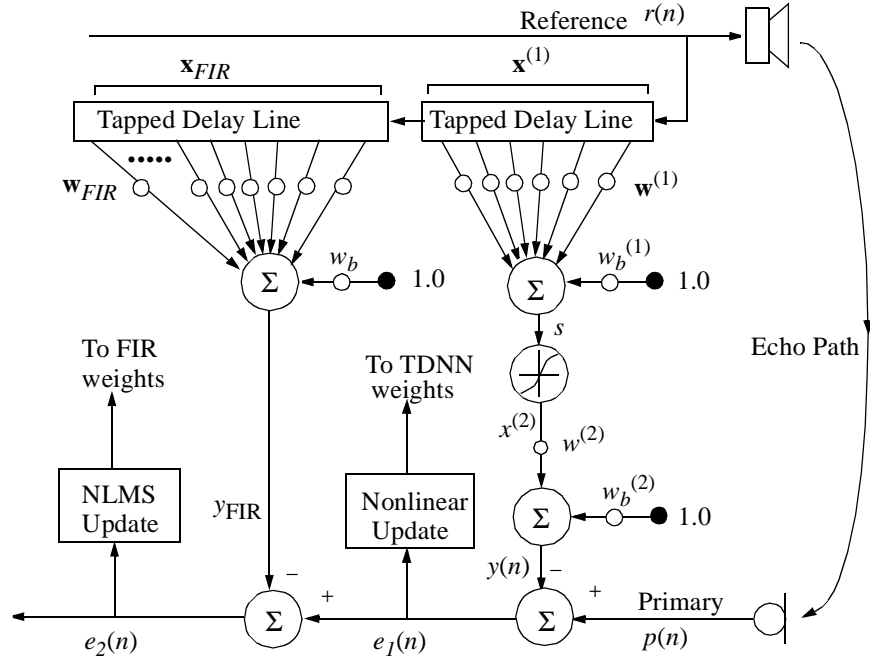 Reference r(n)
x_FIR
x^(1)
Tapped Delay Line
Tapped Delay Line
w_FIR
w^(1)
w_b
1.0
w_b^(1)
1.0
Σ
Σ
s
Echo Path
To FIR
weights
To TDNN
weights
x^(2)
w^(2)
NLMS
Update
y_FIR
Nonlinear
Update
Σ
w_b^(2)
1.0
y(n)
−
−
+
+
Primary
p(n)
Σ
Σ
e_2(n)
e_1(n)